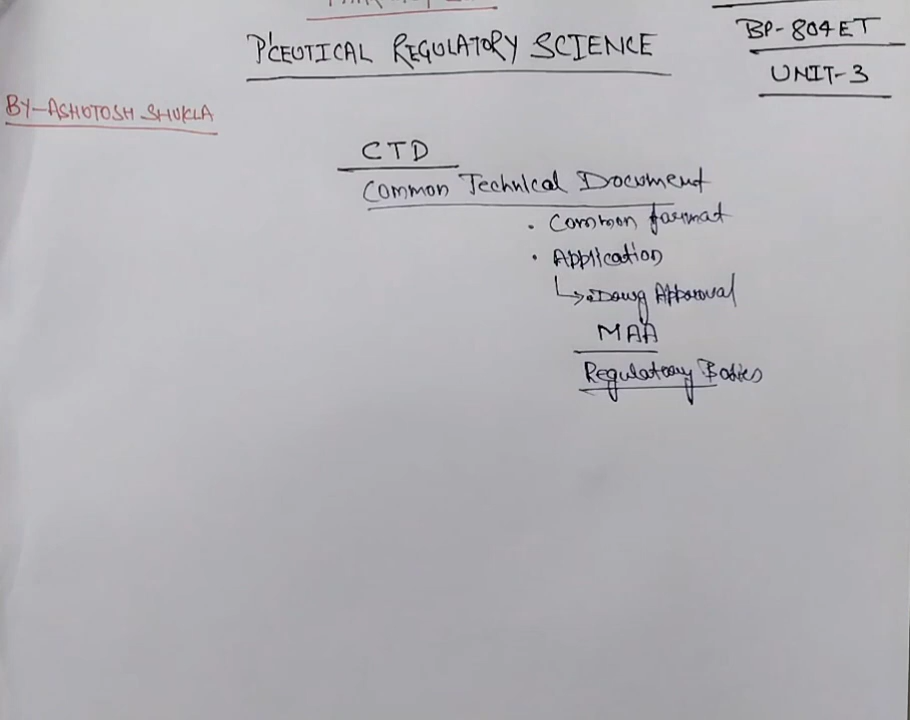 P'CEUTICAL REGULATORY SCIENCE
BP-804ET
UNIT-3
BY-ASHUTOSH SHUKLA
CTD
Common Technical Document
• Common format
• Application
↳ Drug Approval
MAA
Regulatory Bodies